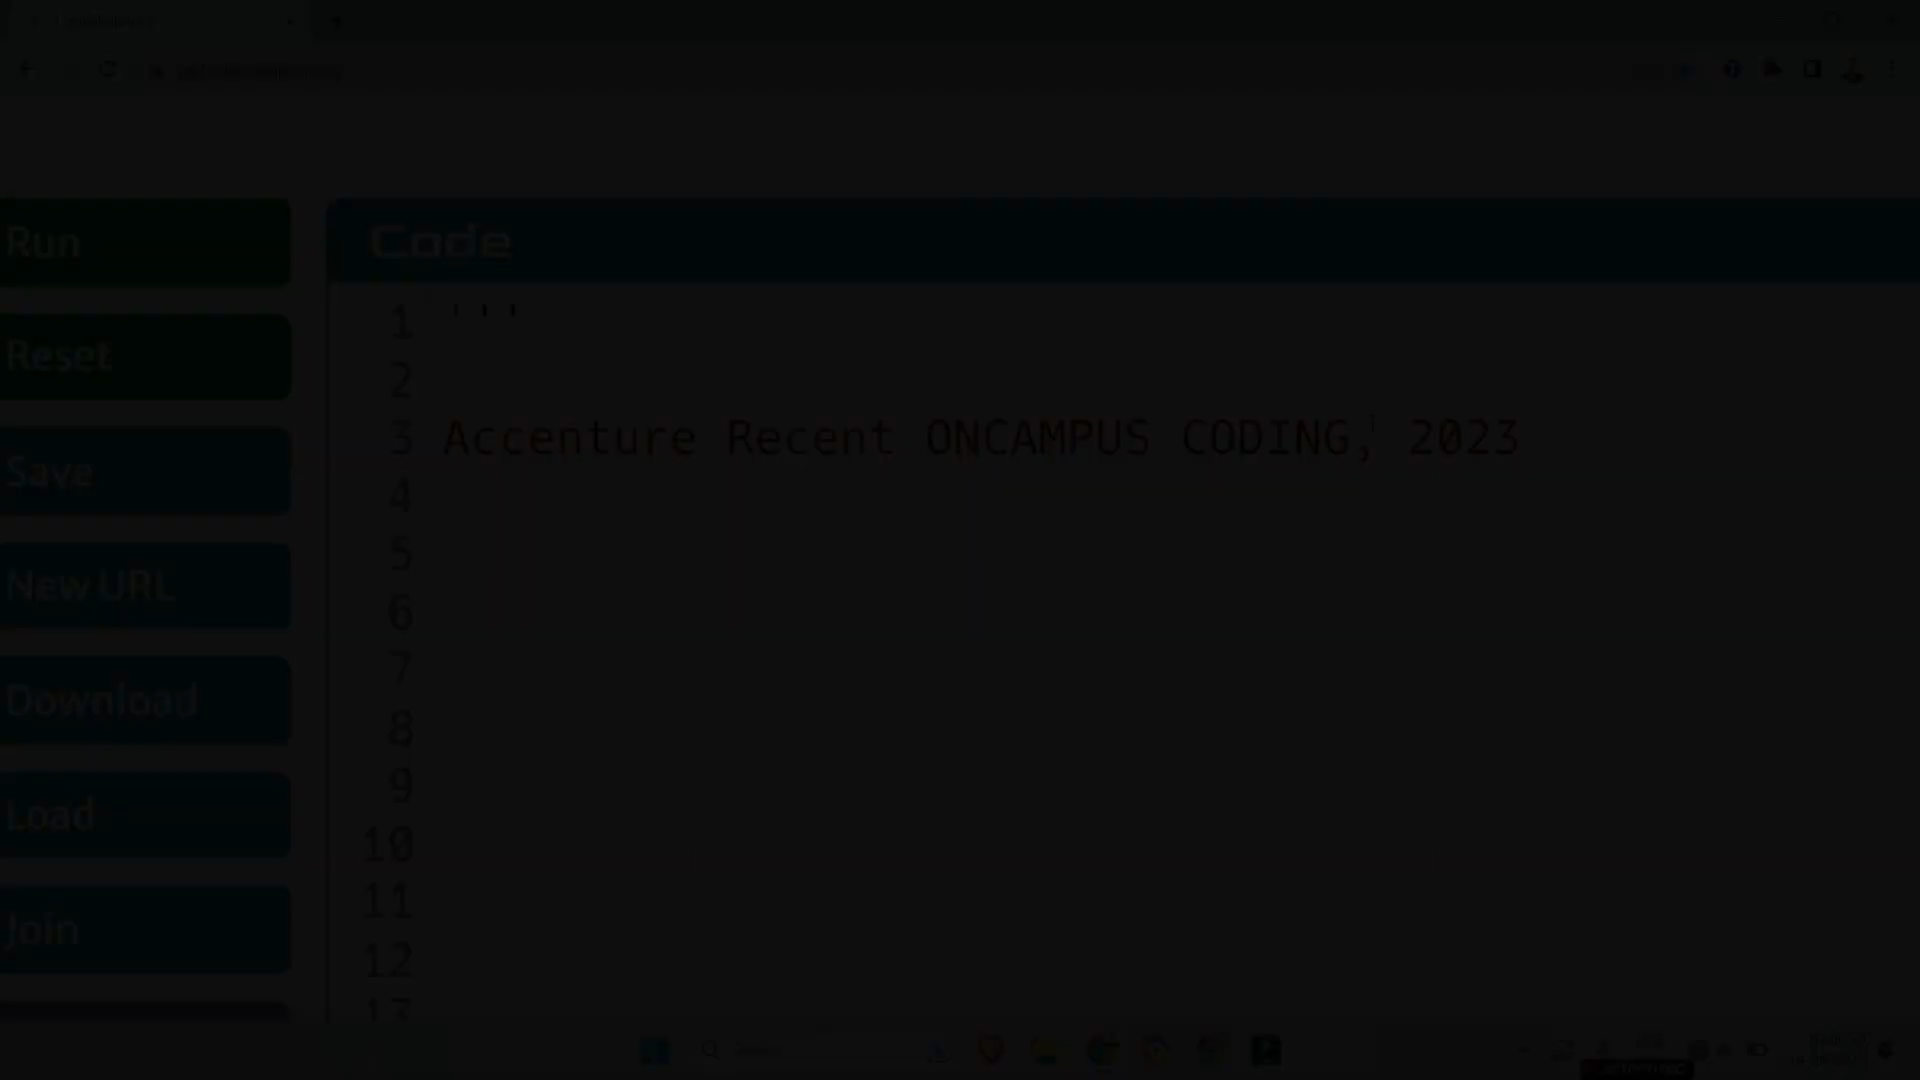 Run
Reset
Save
New URL
Download
Load
Join
Code
1 '''
2
3 Accenture Recent ONCAMPUS CODING, 2023
4
5
6
7
8
9
10
11
12
13